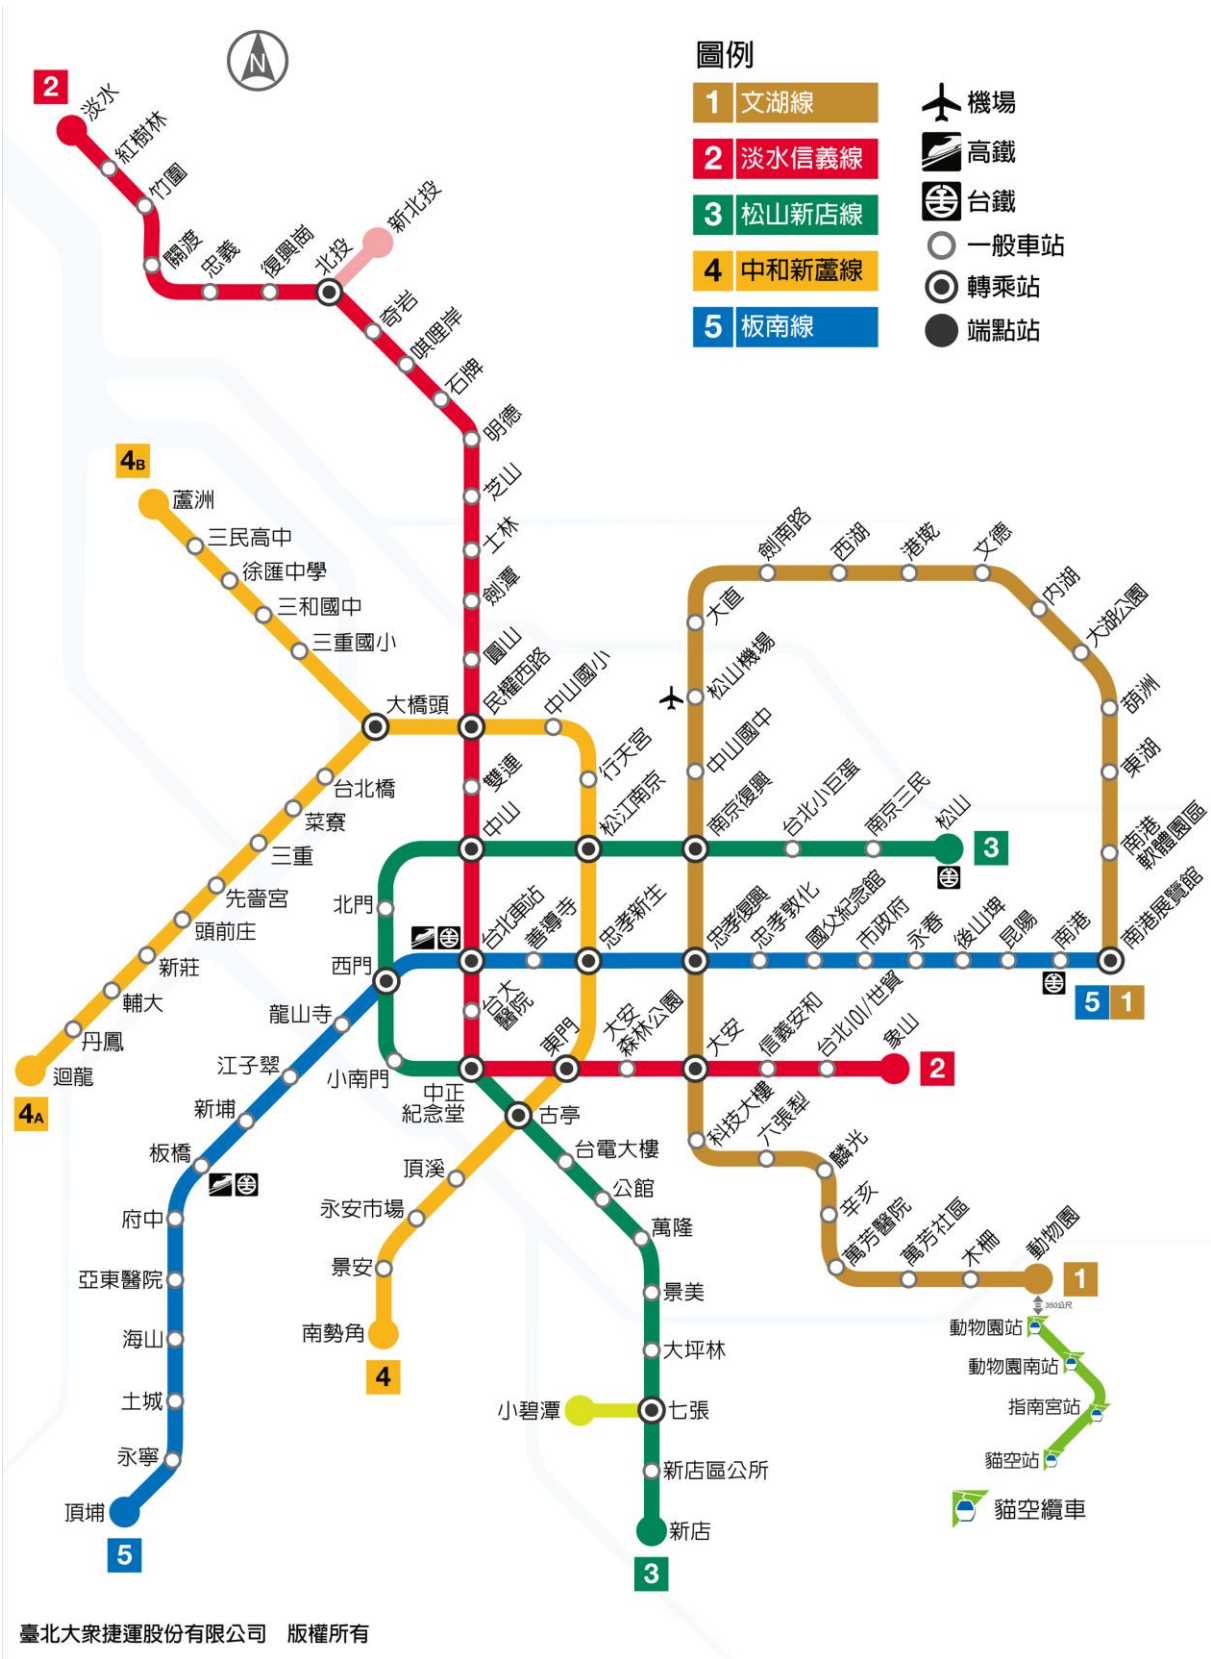 N
圖例
1 文湖線
2 淡水信義線
3 松山新店線
4 中和新蘆線
5 板南線
機場
高鐵
台鐵
一般車站
轉乘站
端點站
2
淡水
紅樹林
竹圍
關渡
忠義
復興崗
北投
新北投
奇岩
唭哩岸
石牌
明德
芝山
士林
劍潭
圓山
民權西路
雙連
中山
台北車站
台大
醫院
中正
紀念堂
東門
大安
森林公園
大安
信義安和
台北101/世貿
象山
2
4B
蘆洲
三民高中
徐匯中學
三和國中
三重國小
大橋頭
台北橋
菜寮
三重
先嗇宮
頭前庄
新莊
輔大
丹鳳
迴龍
4A
中山國小
行天宮
松江南京
忠孝新生
古亭
頂溪
永安市場
景安
南勢角
4
劍南路
西湖
港墘
文德
內湖
大湖公園
葫洲
東湖
南港
軟體園區
南港展覽館
5 1
大直
松山機場
中山國中
南京復興
忠孝復興
科技大樓
六張犁
麟光
辛亥
萬芳醫院
萬芳社區
木柵
動物園
1
350公尺
動物園站
動物園南站
指南宮站
貓空站
貓空纜車
台北小巨蛋
南京三民
松山
3
北門
西門
小南門
台電大樓
公館
萬隆
景美
大坪林
小碧潭
七張
新店區公所
新店
3
善導寺
忠孝敦化
國父紀念館
市政府
永春
後山埤
昆陽
南港
龍山寺
江子翠
新埔
板橋
府中
亞東醫院
海山
土城
永寧
頂埔
5
臺北大眾捷運股份有限公司 版權所有